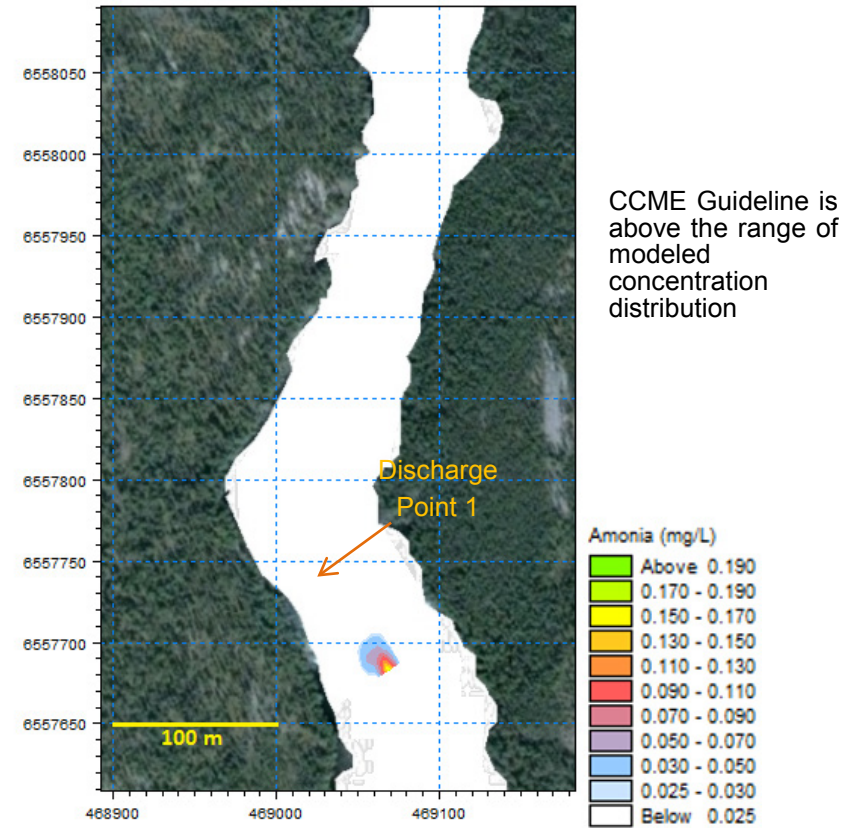 6558050
6558000
6557950
6557900
6557850
6557800
6557750
6557700
6557650
468900
469000
469100
100 m
Discharge
Point 1
CCME Guideline is
above the range of
modeled
concentration
distribution
Amonia (mg/L)
Above 0.190
0.170 - 0.190
0.150 - 0.170
0.130 - 0.150
0.110 - 0.130
0.090 - 0.110
0.070 - 0.090
0.050 - 0.070
0.030 - 0.050
0.025 - 0.030
Below 0.025